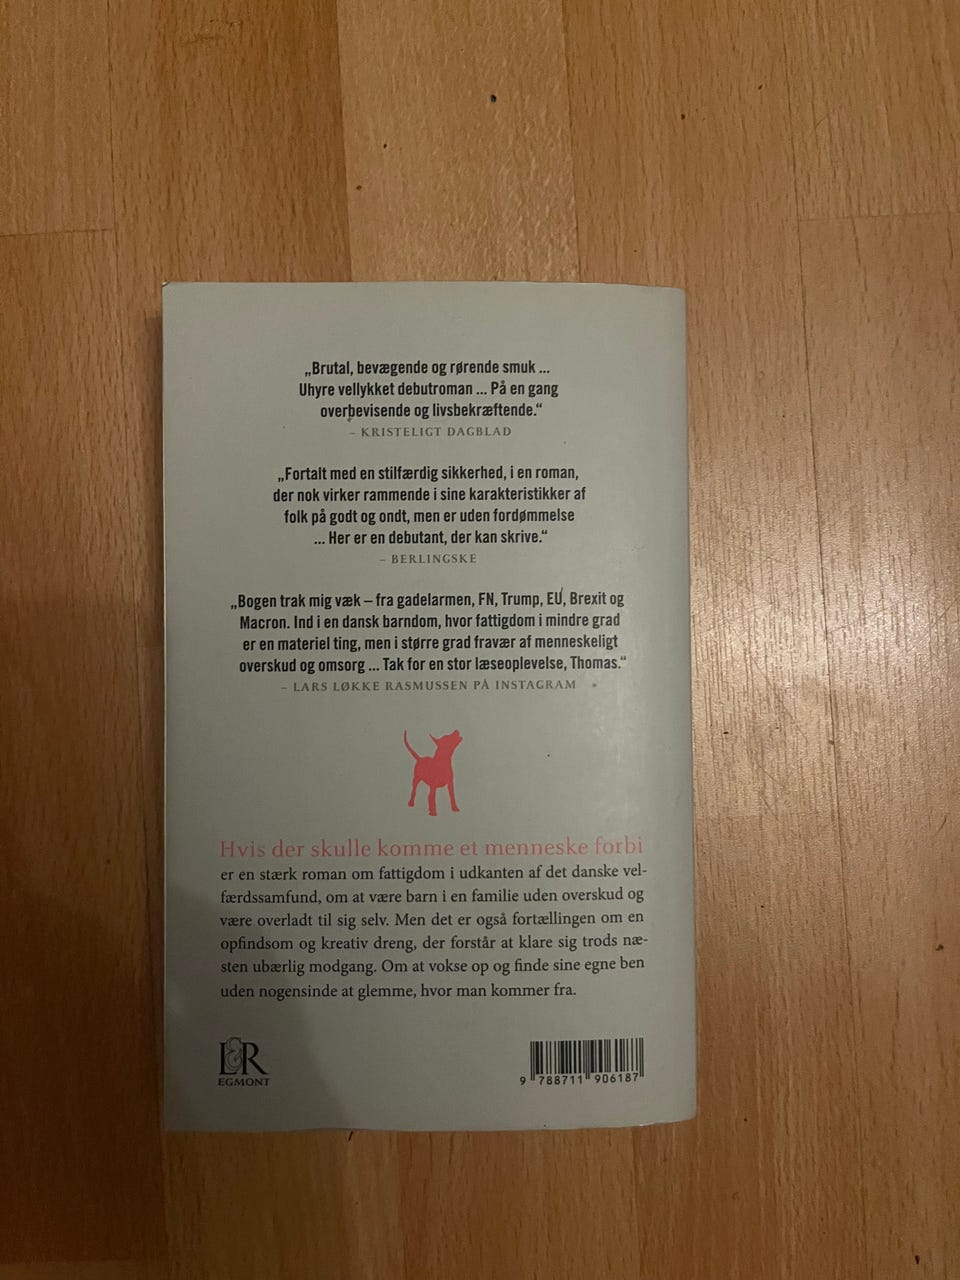 „Brutal, bevægende og rørende smuk ...
Uhyre vellykket debutroman ... På en gang
overbevisende og livsbekræftende.“
– KRISTELIGT DAGBLAD
„Fortalt med en stilfærdig sikkerhed, i en roman,
der nok virker rammende i sine karakteristikker af
folk på godt og ondt, men er uden fordømmelse
... Her er en debutant, der kan skrive.“
– BERLINGSKE
„Bogen trak mig væk – fra gadelarmen, FN, Trump, EU, Brexit og
Macron. Ind i en dansk barndom, hvor fattigdom i mindre grad
er en materiel ting, men i større grad fravær af menneskeligt
overskud og omsorg ... Tak for en stor læseoplevelse, Thomas.“
– LARS LØKKE RASMUSSEN PÅ INSTAGRAM
Hvis der skulle komme et menneske forbi
er en stærk roman om fattigdom i udkanten af det danske vel-
færdssamfund, om at være barn i en familie uden overskud og
være overladt til sig selv. Men det er også fortællingen om en
opfindsom og kreativ dreng, der forstår at klare sig trods næ-
sten ubærlig modgang. Om at vokse op og finde sine egne ben
uden nogensinde at glemme, hvor man kommer fra.
L&R
EGMONT
9 788711 906187